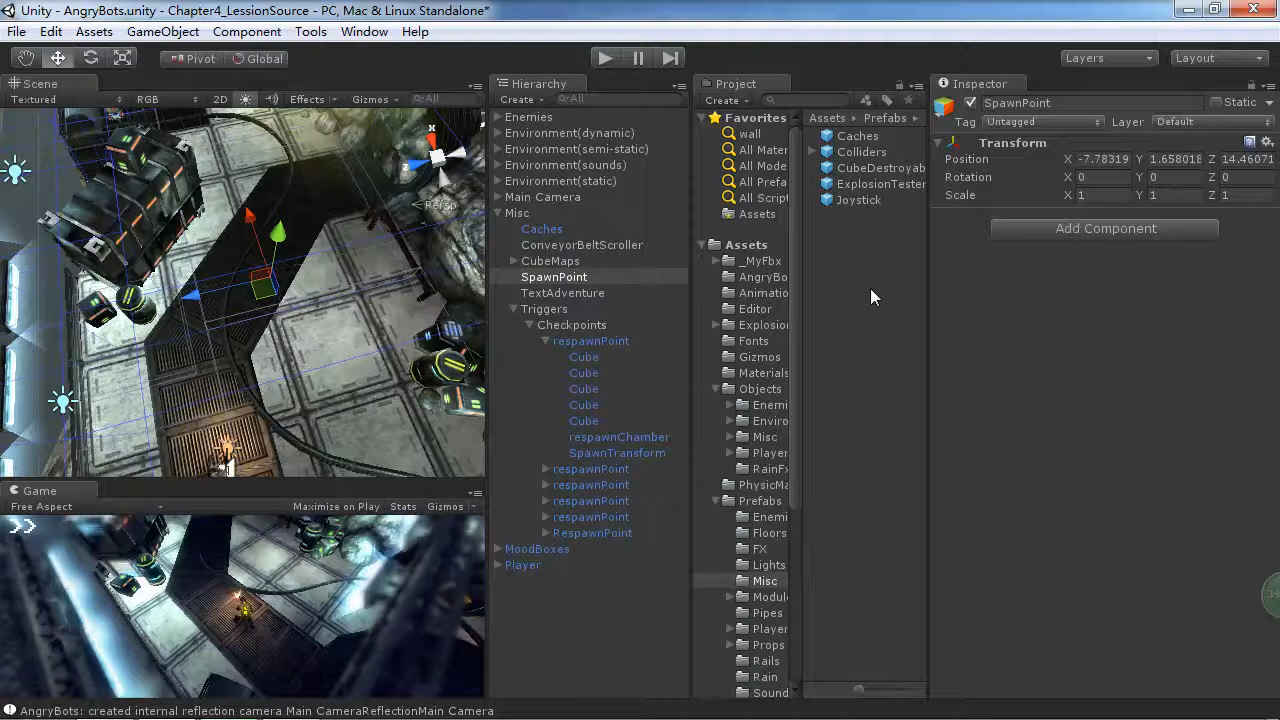 Unity - AngryBots.unity - Chapter4_LessionSource - PC, Mac & Linux Standalone*
File Edit Assets GameObject Component Tools Window Help
Pivot Global Layers Layout
Scene
Textured RGB 2D Effects Gizmos All
x
z
Persp
Game
Free Aspect Maximize on Play Stats Gizmos
Hierarchy
Create All
Enemies
Environment(dynamic)
Environment(semi-static)
Environment(sounds)
Environment(static)
Main Camera
Misc
Caches
ConveyorBeltScroller
CubeMaps
SpawnPoint
TextAdventure
Triggers
Checkpoints
respawnPoint
Cube
Cube
Cube
Cube
Cube
respawnChamber
SpawnTransform
respawnPoint
respawnPoint
respawnPoint
respawnPoint
RespawnPoint
MoodBoxes
Player
Project
Create
Favorites
wall
All Mater
All Mode
All Prefa
All Script
Assets
Assets
_MyFbx
AngryBo
Animatio
Editor
Explosion
Fonts
Gizmos
Materials
Objects
Enemi
Enviro
Misc
Player
RainFx
PhysicMa
Prefabs
Enemi
Floors
FX
Lights
Misc
Modul
Pipes
Player
Props
Rails
Rain
Sound
Assets Prefabs
Caches
Colliders
CubeDestroyab
ExplosionTester
Joystick
Inspector
SpawnPoint Static
Tag Untagged Layer Default
Transform
Position X -7.78319 Y 1.658018 Z 14.46071
Rotation X 0 Y 0 Z 0
Scale X 1 Y 1 Z 1
Add Component
AngryBots: created internal reflection camera Main CameraReflectionMain Camera